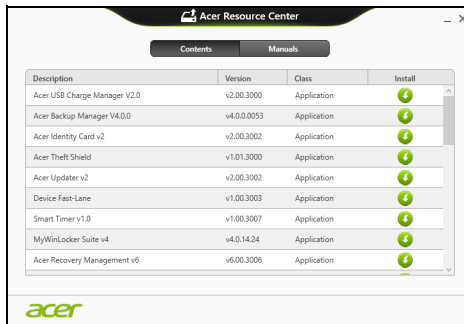 Acer Resource Center
Contents Manuals
Description Version Class Install
Acer USB Charge Manager V2.0 v2.00.3000 Application
Acer Backup Manager V4.0.0 v4.0.0.0053 Application
Acer Identity Card v2 v2.00.3002 Application
Acer Theft Shield v1.01.3000 Application
Acer Updater v2 v2.00.3002 Application
Device Fast-Lane v1.00.3003 Application
Smart Timer v1.0 v1.00.3007 Application
MyWinLocker Suite v4 v4.0.14.24 Application
Acer Recovery Management v6 v6.00.3006 Application
acer